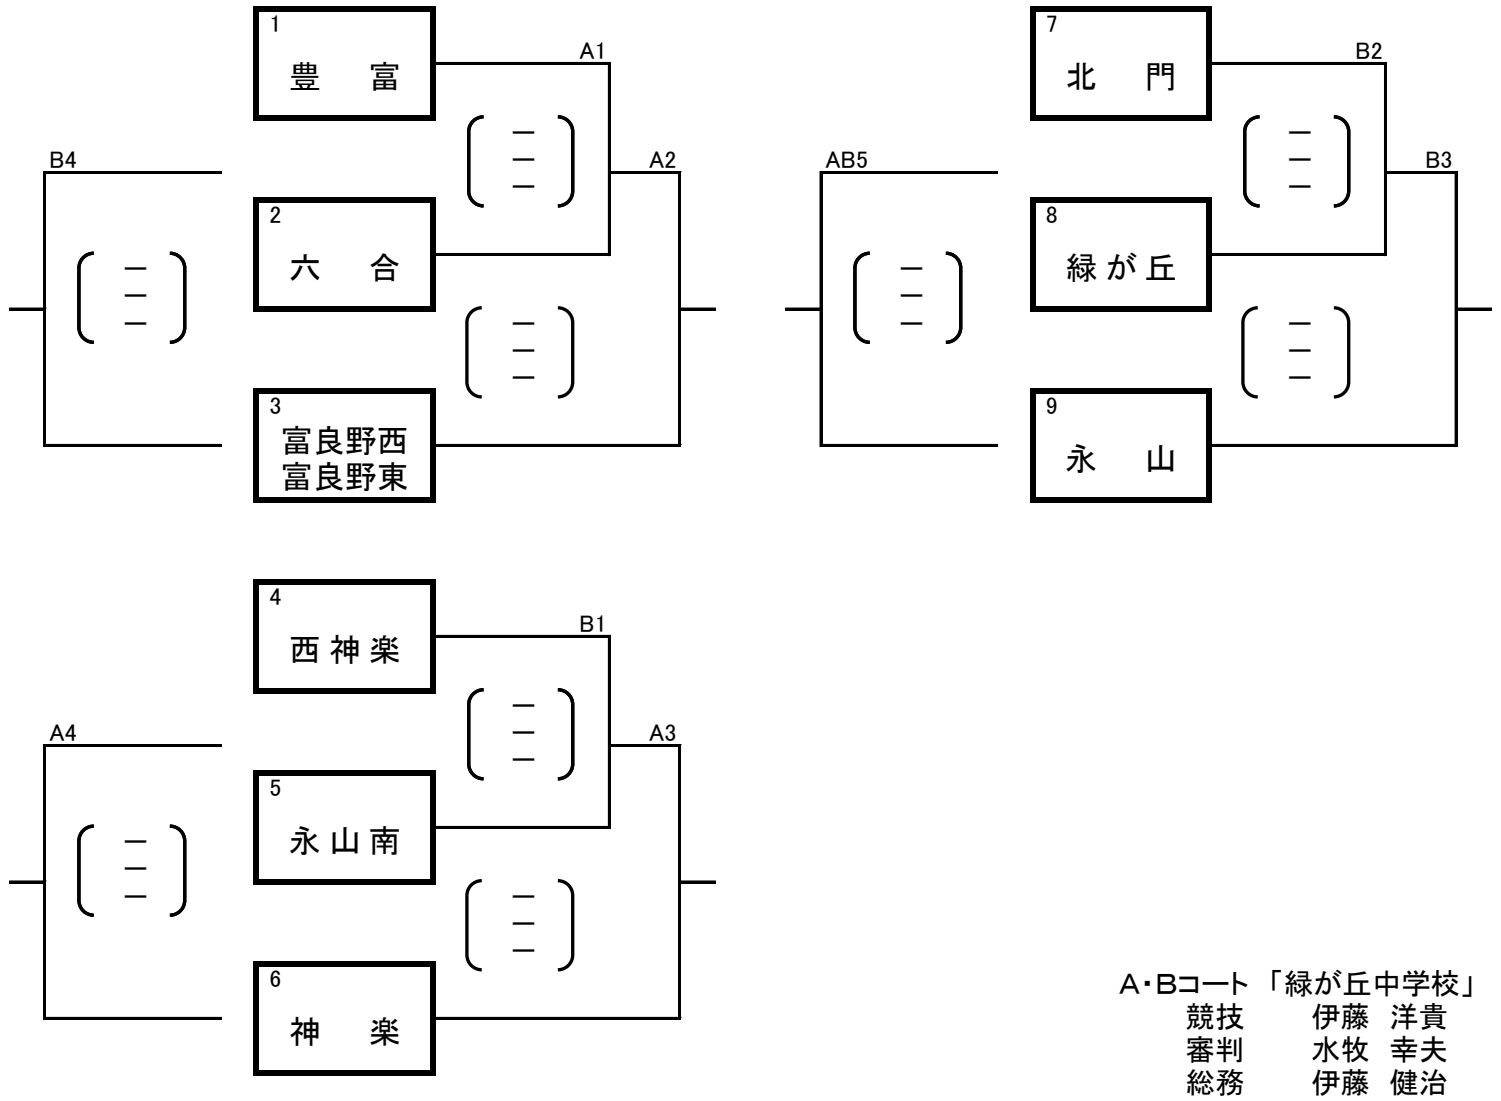 1
豊 富
A1
B4
A2
2
六 合
3
富良野西
富良野東
7
北 門
B2
AB5
B3
8
緑が丘
9
永 山
4
西神楽
B1
A4
A3
5
永山南
6
神 楽
A・Bコート 「緑が丘中学校」
競技 伊藤 洋貴
審判 水牧 幸夫
総務 伊藤 健治